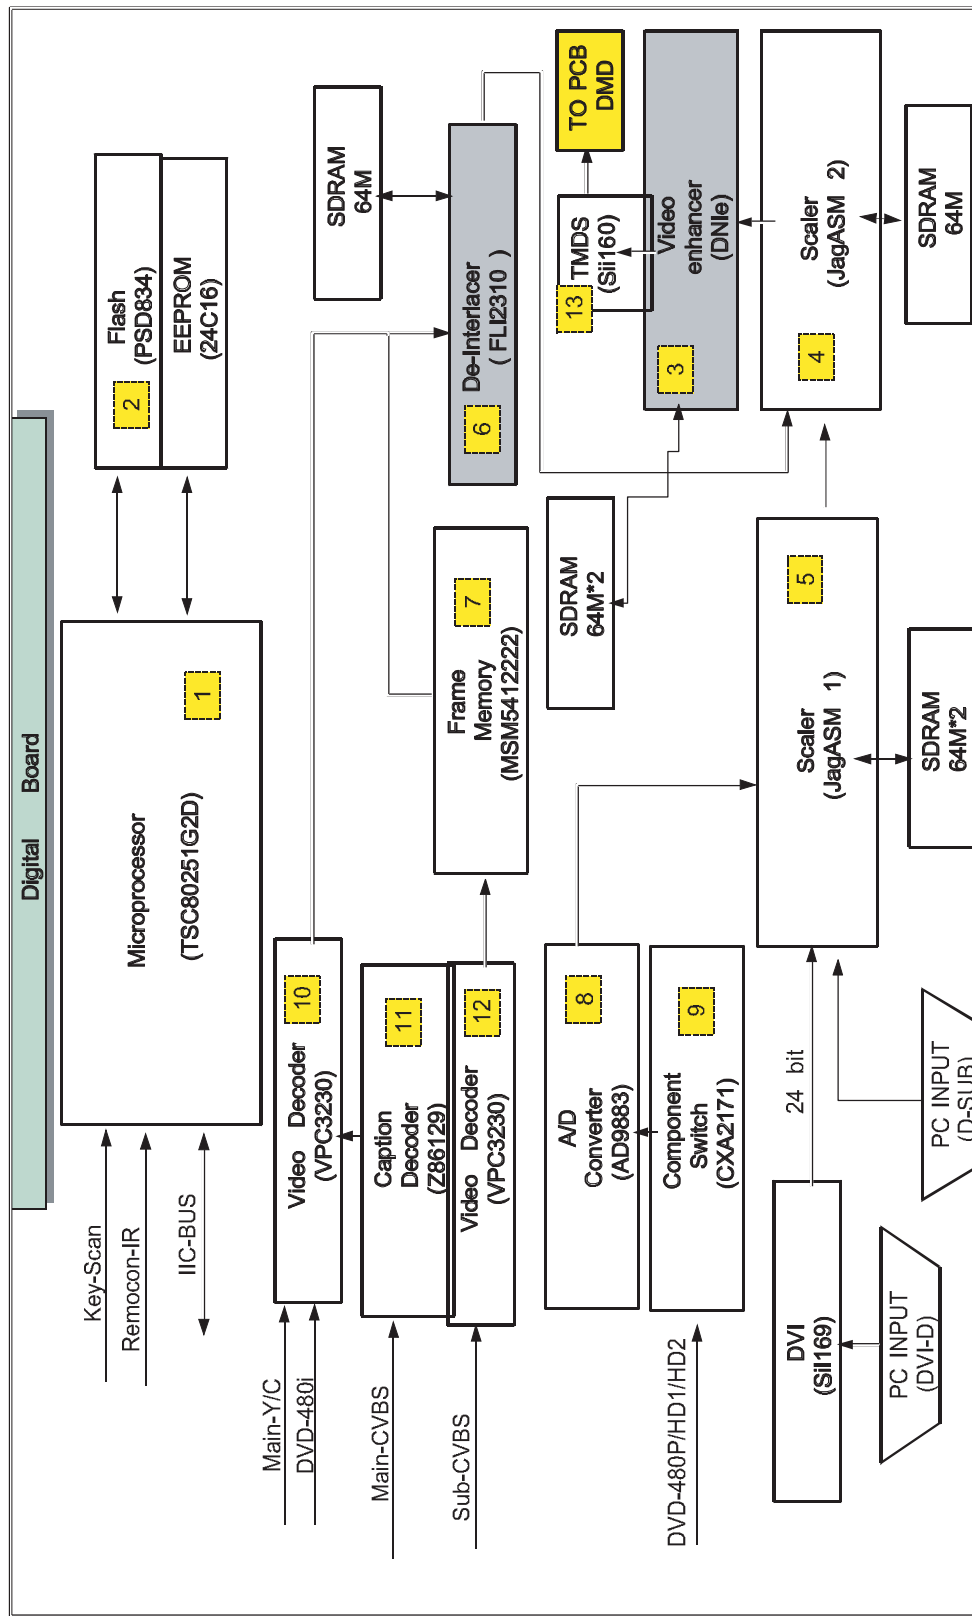 Digital Board
Key-Scan
Remocon-IR
IIC-BUS
Microprocessor
(TSC80251G2D)
1
Flash
(PSD834)
2
EEPROM
(24C16)
Main-Y/C
DVD-480i
Video Decoder
(VPC3230)
10
Main-CVBS
Caption
Decoder
(Z86129)
11
Sub-CVBS
Video Decoder
(VPC3230)
12
Frame
Memory
(MSM5412222)
7
SDRAM
64M
De-Interlacer
( FLI2310 )
6
A/D
Converter
(AD9883)
8
DVD-480P/HD1/HD2
Component
Switch
(CXA2171)
9
SDRAM
64M*2
TMDS
(Sii160)
13
TO PCB
DMD
Video
enhancer
(DNIe)
3
DVI
(SiI169)
PC INPUT
(DVI-D)
24 bit
PC INPUT
(D-SUB)
Scaler
(JagASM 1)
5
SDRAM
64M*2
Scaler
(JagASM 2)
4
SDRAM
64M